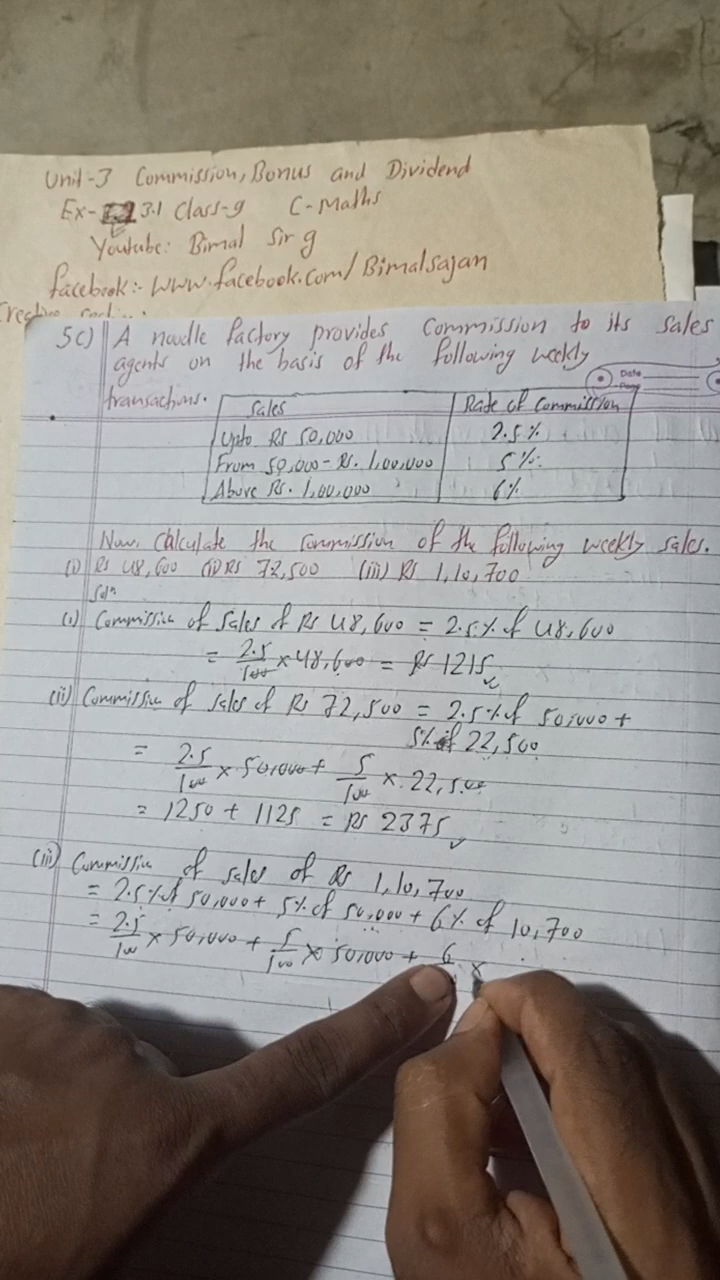 Unit-3 Commission, Bonus and Dividend
Ex- 3.1 Class-9 C-Maths
Youtube: Bimal Sir g
facebook:- www.facebook.com/Bimalsajan
5c) A noodle factory provides Commission to its sales
agents on the basis of the following weekly
Date
Page
transactions.
Sales Rate of Commission
Upto Rs 50,000 2.5%
From 50,000 - Rs. 1,00,000 5%
Above Rs. 1,00,000 6%
Now, Calculate the Commission of the following weekly sales.
(i) Rs 48,600 (ii) Rs 72,500 (iii) Rs 1,10,700
Solⁿ
(i) Commission of Sales of Rs 48,600 = 2.5% of 48,600
= 2.5/100 × 48,600 = Rs 1215
(ii) Commission of Sales of Rs 72,500 = 2.5% of 50,000 +
5% of 22,500
= 2.5/100 × 50,000 + 5/100 × 22,500
= 1250 + 1125 = Rs 2375
(iii) Commission of sales of Rs 1,10,700
= 2.5% of 50,000 + 5% of 50,000 + 6% of 10,700
= 2.5/100 × 50,000 + 5/100 × 50,000 + 6/ ×